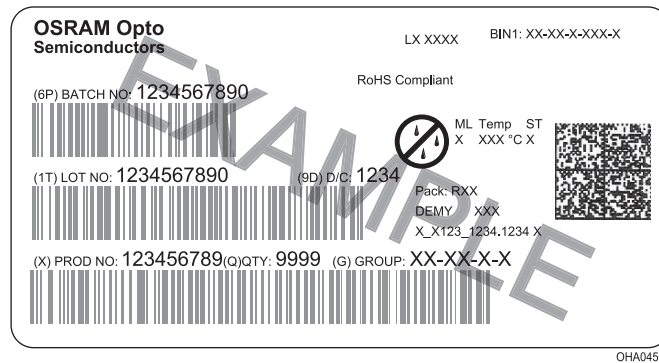 OSRAM Opto
Semiconductors
LX XXXX
BIN1: XX-XX-X-XXX-X
RoHS Compliant
(6P) BATCH NO: 1234567890
ML Temp ST
X XXX °C X
(1T) LOT NO: 1234567890 (9D) D/C: 1234
Pack: RXX
DEMY XXX
X_X123_1234.1234 X
(X) PROD NO: 123456789(Q)QTY: 9999 (G) GROUP: XX-XX-X-X
EXAMPLE
OHA04563